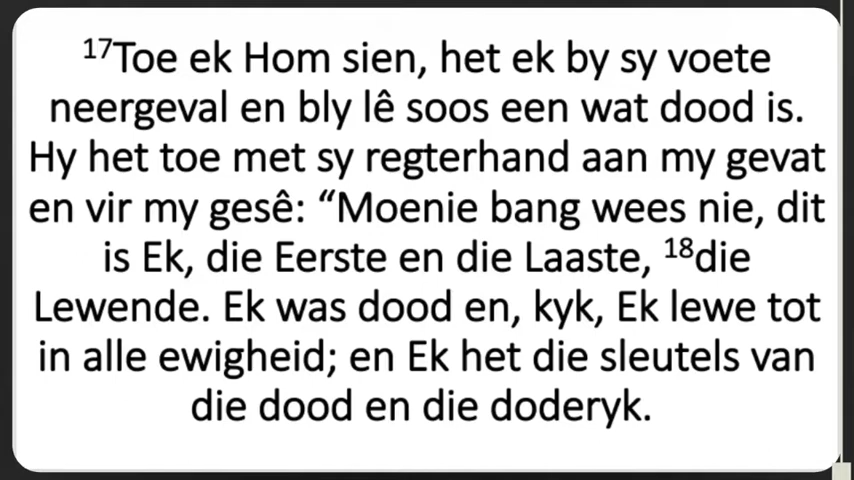 ¹⁷Toe ek Hom sien, het ek by sy voete
neergeval en bly lê soos een wat dood is.
Hy het toe met sy regterhand aan my gevat
en vir my gesê: “Moenie bang wees nie, dit
is Ek, die Eerste en die Laaste, ¹⁸die
Lewende. Ek was dood en, kyk, Ek lewe tot
in alle ewigheid; en Ek het die sleutels van
die dood en die doderyk.